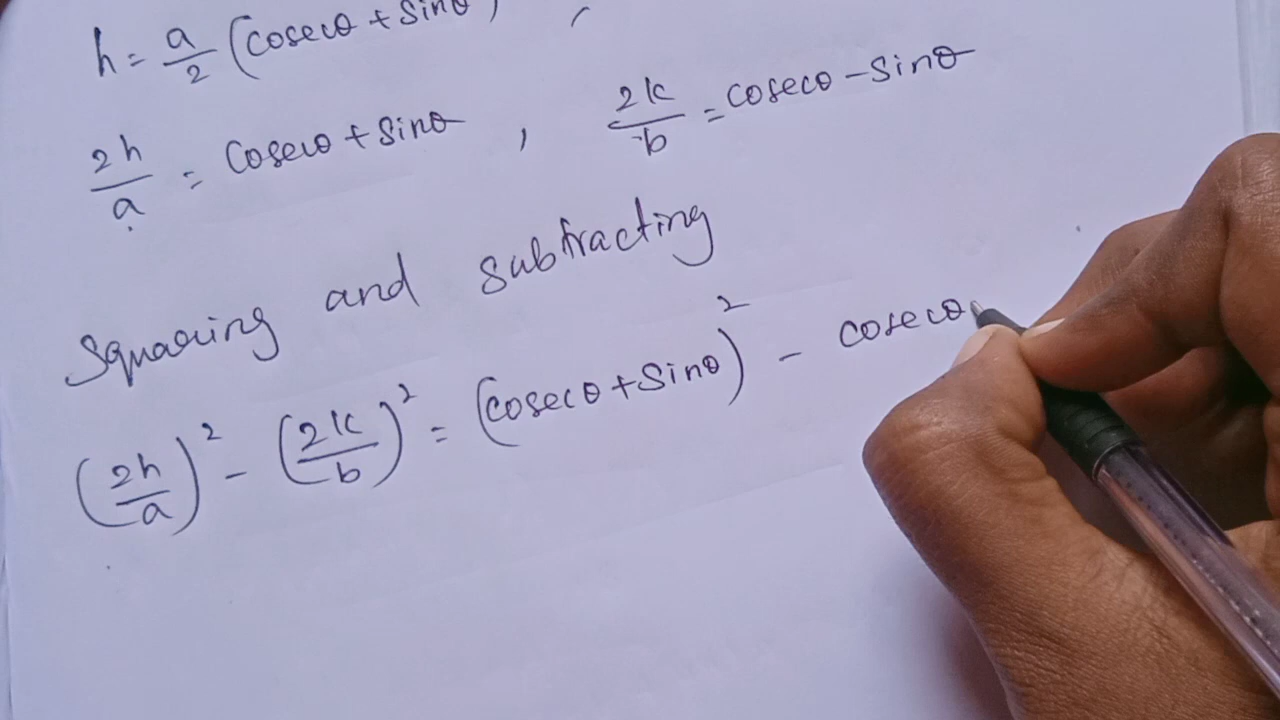 h = a/2 (cosecθ + sinθ) ,
2h/a = cosecθ + sinθ , 2k/b = cosecθ - sinθ
Squaring and subtracting
(2h/a)² - (2k/b)² = (cosecθ + sinθ)² - cosecθ